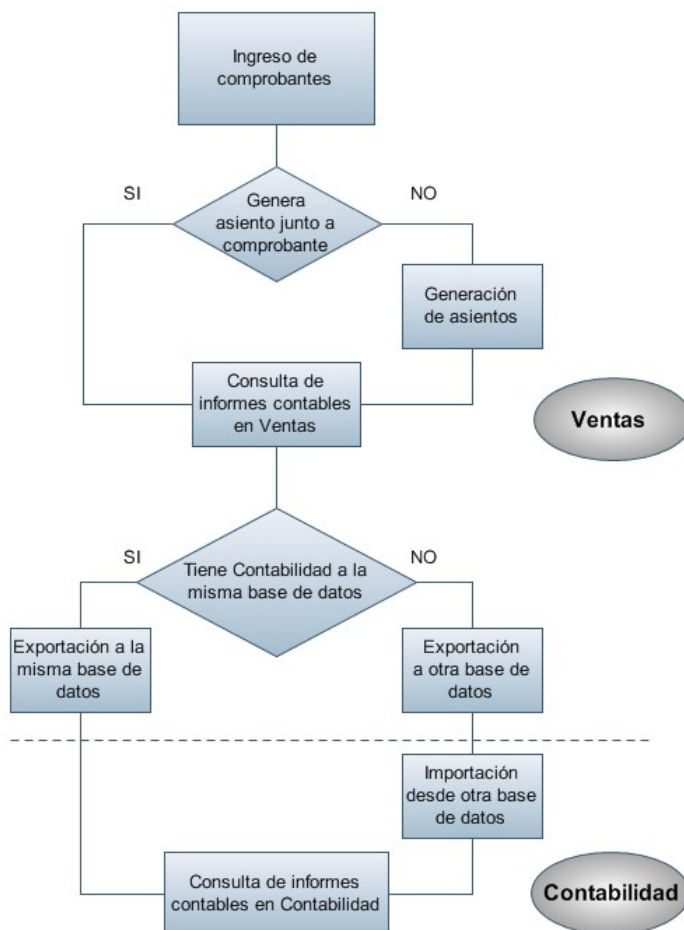 Ingreso de
comprobantes
SI
NO
Genera
asiento junto a
comprobante
Generación
de asientos
Consulta de
informes contables
en Ventas
Ventas
SI
NO
Tiene Contabilidad a la
misma base de datos
Exportación a la
misma base de
datos
Exportación
a otra base de
datos
Importación
desde otra base
de datos
Consulta de informes
contables en Contabilidad
Contabilidad